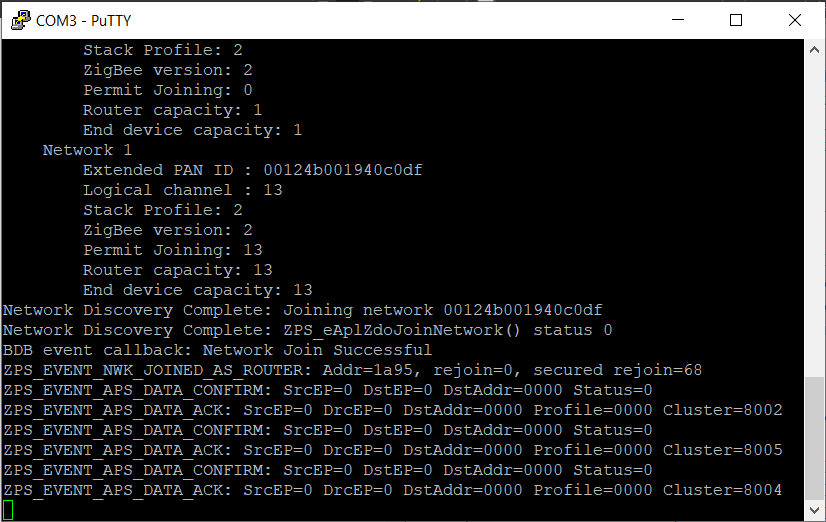 COM3 - PuTTY
Stack Profile: 2
ZigBee version: 2
Permit Joining: 0
Router capacity: 1
End device capacity: 1
Network 1
Extended PAN ID : 00124b001940c0df
Logical channel : 13
Stack Profile: 2
ZigBee version: 2
Permit Joining: 13
Router capacity: 13
End device capacity: 13
Network Discovery Complete: Joining network 00124b001940c0df
Network Discovery Complete: ZPS_eAplZdoJoinNetwork() status 0
BDB event callback: Network Join Successful
ZPS_EVENT_NWK_JOINED_AS_ROUTER: Addr=1a95, rejoin=0, secured rejoin=68
ZPS_EVENT_APS_DATA_CONFIRM: SrcEP=0 DstEP=0 DstAddr=0000 Status=0
ZPS_EVENT_APS_DATA_ACK: SrcEP=0 DrcEP=0 DstAddr=0000 Profile=0000 Cluster=8002
ZPS_EVENT_APS_DATA_CONFIRM: SrcEP=0 DstEP=0 DstAddr=0000 Status=0
ZPS_EVENT_APS_DATA_ACK: SrcEP=0 DrcEP=0 DstAddr=0000 Profile=0000 Cluster=8005
ZPS_EVENT_APS_DATA_CONFIRM: SrcEP=0 DstEP=0 DstAddr=0000 Status=0
ZPS_EVENT_APS_DATA_ACK: SrcEP=0 DrcEP=0 DstAddr=0000 Profile=0000 Cluster=8004